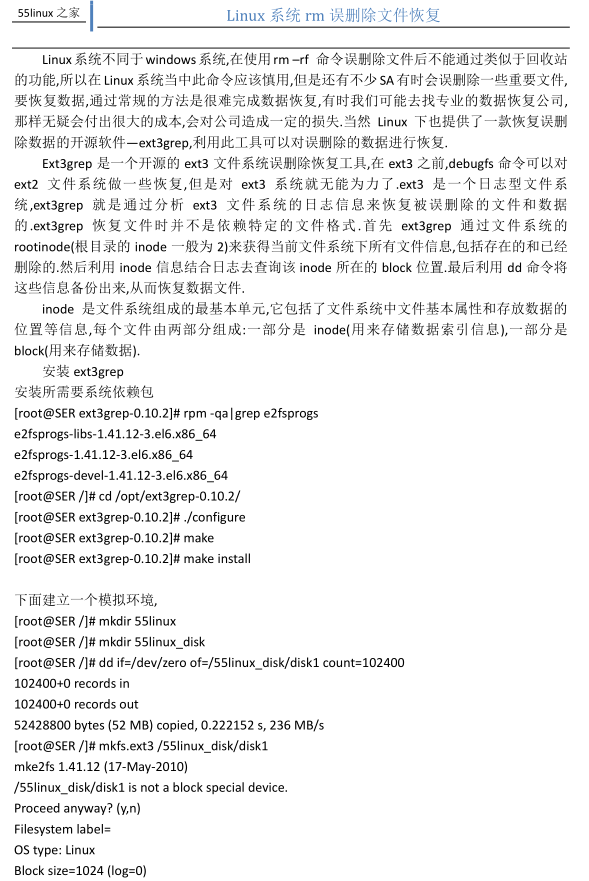 55linux 之家
Linux 系统 rm 误删除文件恢复
Linux 系统不同于 windows 系统,在使用 rm –rf 命令误删除文件后不能通过类似于回收站
的功能,所以在 Linux 系统当中此命令应该慎用,但是还有不少 SA 有时会误删除一些重要文件,
要恢复数据,通过常规的方法是很难完成数据恢复,有时我们可能去找专业的数据恢复公司,
那样无疑会付出很大的成本,会对公司造成一定的损失.当然 Linux 下也提供了一款恢复误删
除数据的开源软件—ext3grep,利用此工具可以对误删除的数据进行恢复.
Ext3grep 是一个开源的 ext3 文件系统误删除恢复工具,在 ext3 之前,debugfs 命令可以对
ext2 文件系统做一些恢复,但是对 ext3 系统就无能为力了.ext3 是一个日志型文件系
统,ext3grep 就是通过分析 ext3 文件系统的日志信息来恢复被误删除的文件和数据
的.ext3grep 恢复文件时并不是依赖特定的文件格式.首先 ext3grep 通过文件系统的
rootinode(根目录的 inode 一般为 2)来获得当前文件系统下所有文件信息,包括存在的和已经
删除的.然后利用 inode 信息结合日志去查询该 inode 所在的 block 位置.最后利用 dd 命令将
这些信息备份出来,从而恢复数据文件.
inode 是文件系统组成的最基本单元,它包括了文件系统中文件基本属性和存放数据的
位置等信息,每个文件由两部分组成:一部分是 inode(用来存储数据索引信息),一部分是
block(用来存储数据).
安装 ext3grep
安装所需要系统依赖包
[root@SER ext3grep-0.10.2]# rpm -qa|grep e2fsprogs
e2fsprogs-libs-1.41.12-3.el6.x86_64
e2fsprogs-1.41.12-3.el6.x86_64
e2fsprogs-devel-1.41.12-3.el6.x86_64
[root@SER /]# cd /opt/ext3grep-0.10.2/
[root@SER ext3grep-0.10.2]# ./configure
[root@SER ext3grep-0.10.2]# make
[root@SER ext3grep-0.10.2]# make install
下面建立一个模拟环境,
[root@SER /]# mkdir 55linux
[root@SER /]# mkdir 55linux_disk
[root@SER /]# dd if=/dev/zero of=/55linux_disk/disk1 count=102400
102400+0 records in
102400+0 records out
52428800 bytes (52 MB) copied, 0.222152 s, 236 MB/s
[root@SER /]# mkfs.ext3 /55linux_disk/disk1
mke2fs 1.41.12 (17-May-2010)
/55linux_disk/disk1 is not a block special device.
Proceed anyway? (y,n)
Filesystem label=
OS type: Linux
Block size=1024 (log=0)